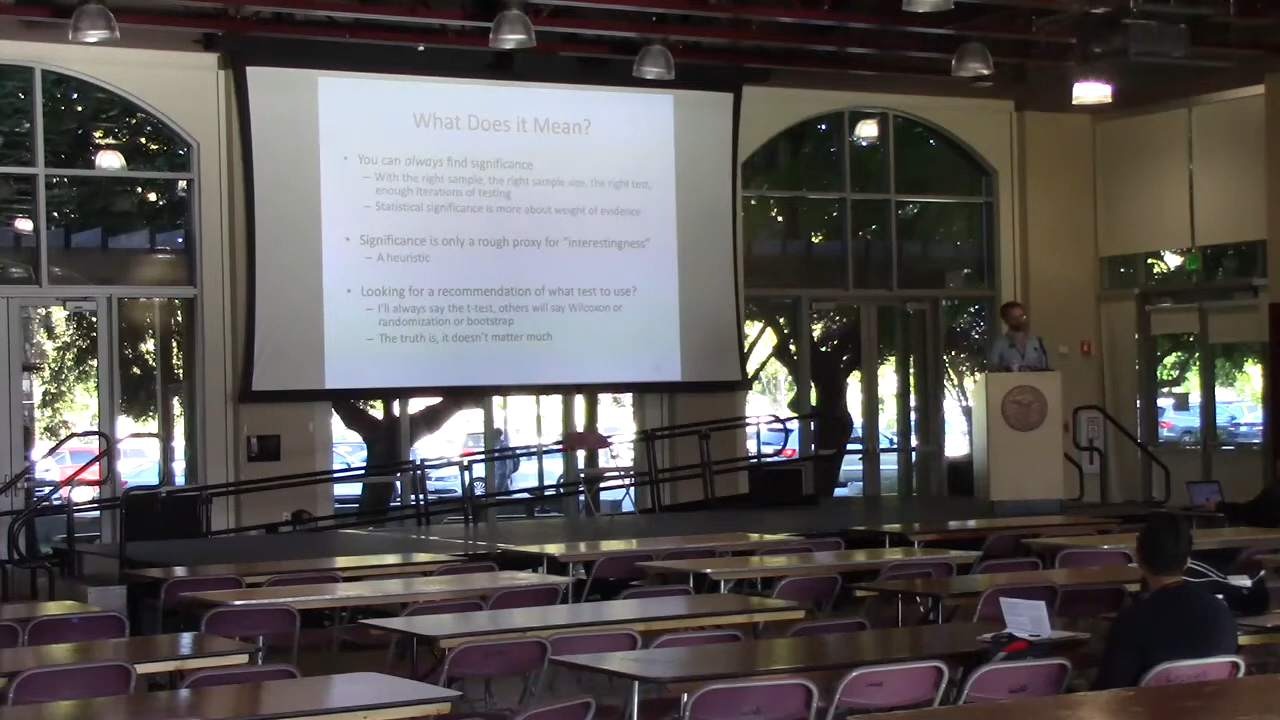 What Does it Mean?
• You can always find significance
– With the right sample, the right sample size, the right test,
enough iterations of testing
– Statistical significance is more about weight of evidence
• Significance is only a rough proxy for "interestingness"
– A heuristic
• Looking for a recommendation of what test to use?
– I'll always say the t-test, others will say Wilcoxon or
randomization or bootstrap
– The truth is, it doesn't matter much